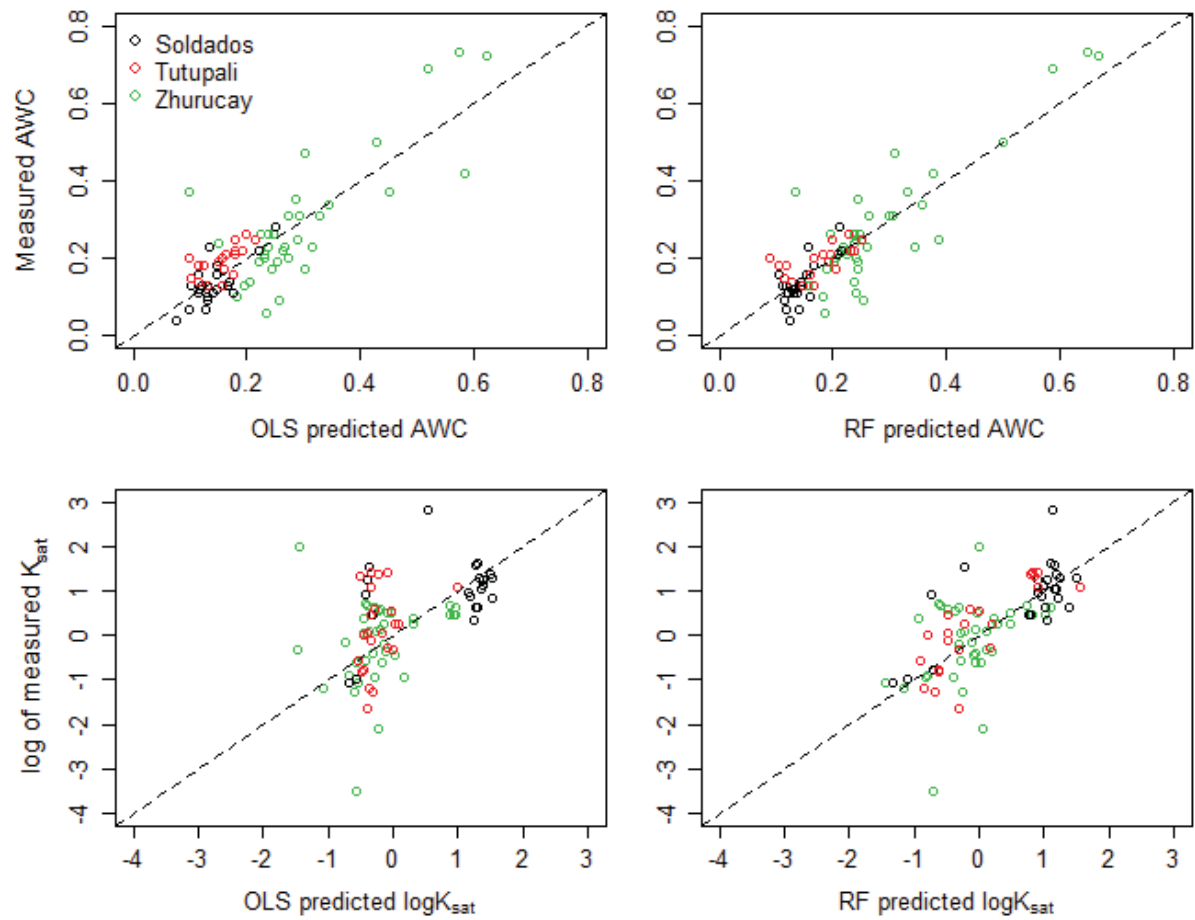 Soldados
Tutupali
Zhurucay
Measured AWC
0.0 0.2 0.4 0.6 0.8
0.0 0.2 0.4 0.6 0.8
OLS predicted AWC
0.0 0.2 0.4 0.6 0.8
0.0 0.2 0.4 0.6 0.8
RF predicted AWC
log of measured Ksat
-4 -3 -2 -1 0 1 2 3
-4 -3 -2 -1 0 1 2 3
OLS predicted logKsat
-4 -3 -2 -1 0 1 2 3
-4 -3 -2 -1 0 1 2 3
RF predicted logKsat